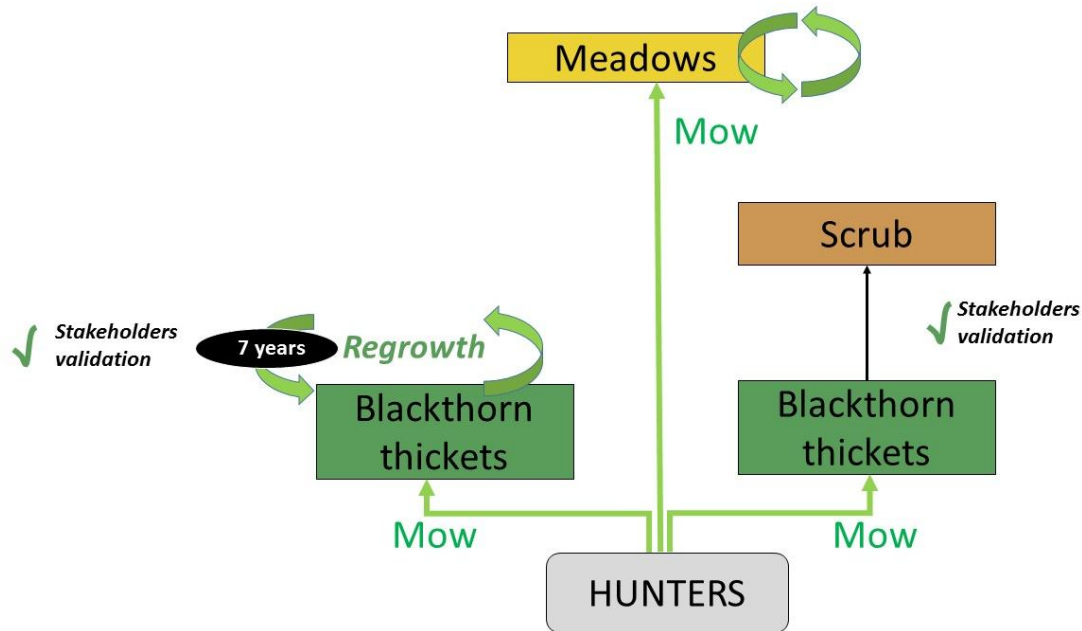 Meadows
Mow
Scrub
Stakeholders
validation
Stakeholders
validation
7 years
Regrowth
Blackthorn
thickets
Blackthorn
thickets
Mow
Mow
HUNTERS